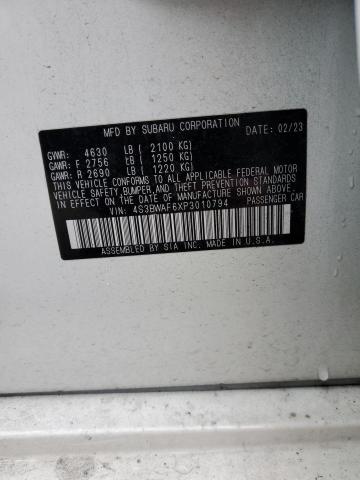 MFD BY SUBARU CORPORATION DATE: 02/23
GVWR: 4630 LB ( 2100 KG)
GAWR: F 2756 LB ( 1250 KG)
GAWR: R 2690 LB ( 1220 KG)
THIS VEHICLE CONFORMS TO ALL APPLICABLE FEDERAL MOTOR
VEHICLE SAFETY, BUMPER, AND THEFT PREVENTION STANDARDS
IN EFFECT ON THE DATE OF MANUFACTURE SHOWN ABOVE.
VIN: 4S3BWAF6XP3010794 PASSENGER CAR
ASSEMBLED BY SIA INC. IN U.S.A.